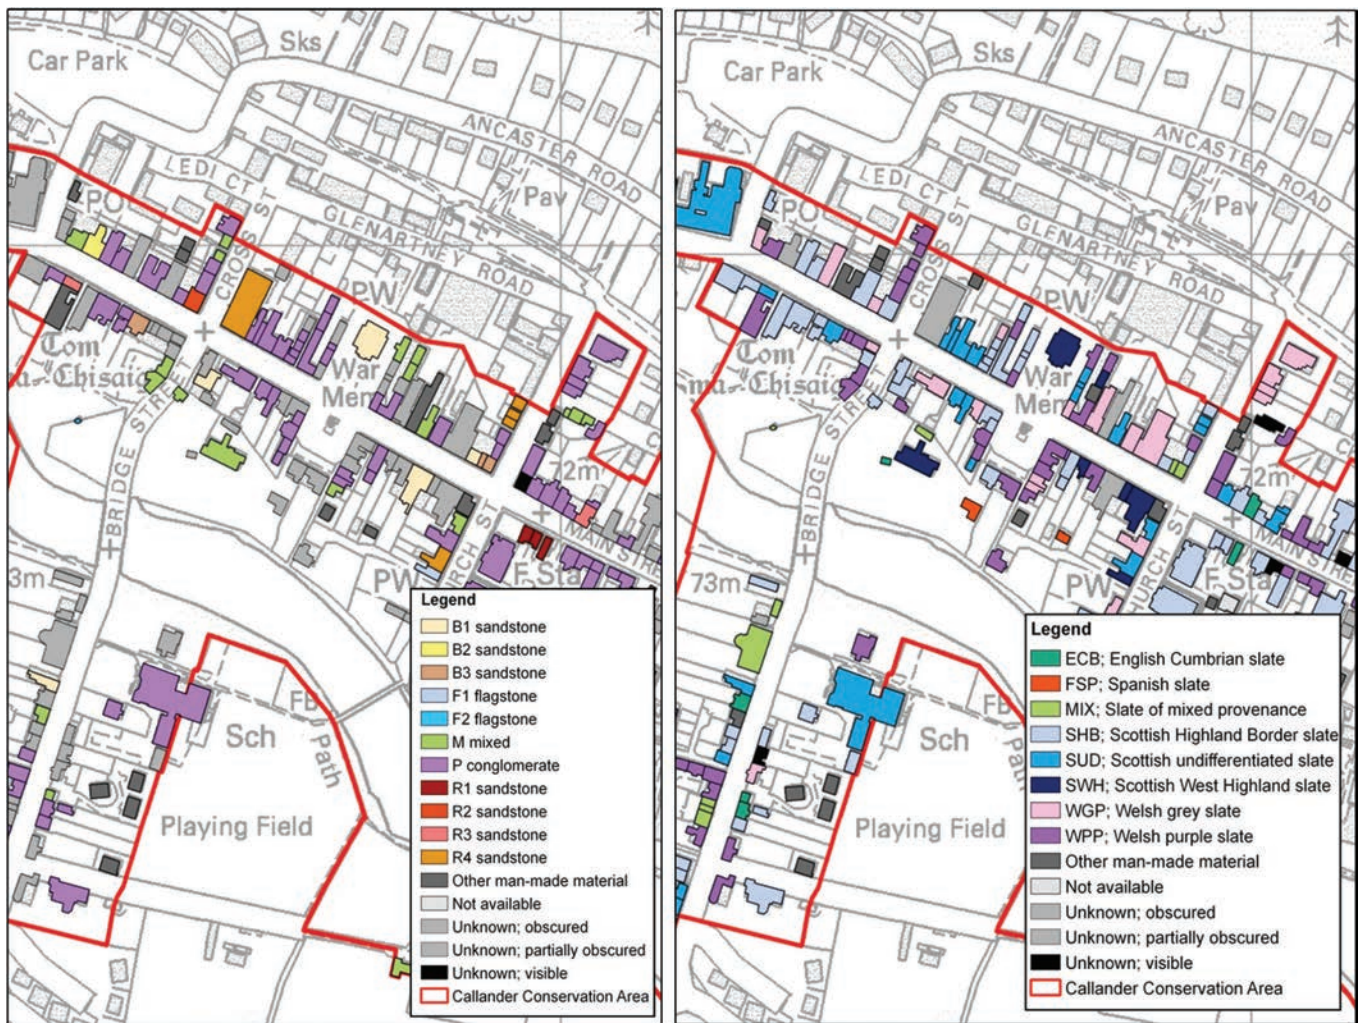 Sks
Car Park
ANCASTER ROAD
LEDI CT
Pav
PO
GLENARTNEY ROAD
CROSS ST
PW
Tom
na Chisaig
War
Mem
BRIDGE STREET
72m
MAIN STRE
CHURCH S
PW
F Sta
3m
FB
Path
Sch
Playing Field
Legend
B1 sandstone
B2 sandstone
B3 sandstone
F1 flagstone
F2 flagstone
M mixed
P conglomerate
R1 sandstone
R2 sandstone
R3 sandstone
R4 sandstone
Other man-made material
Not available
Unknown; obscured
Unknown; partially obscured
Unknown; visible
Callander Conservation Area
Sks
Car Park
ANCASTER ROAD
LEDI CT
Pav
PO
GLENARTNEY ROAD
CROSS ST
PW
Tom
ma-Chisaig
War
Mem
BRIDGE STREET
72m
MAIN STRE
CHURCH ST
PW
F Sta
73m
FB
Path
Sch
Playing Field
Legend
ECB; English Cumbrian slate
FSP; Spanish slate
MIX; Slate of mixed provenance
SHB; Scottish Highland Border slate
SUD; Scottish undifferentiated slate
SWH; Scottish West Highland slate
WGP; Welsh grey slate
WPP; Welsh purple slate
Other man-made material
Not available
Unknown; obscured
Unknown; partially obscured
Unknown; visible
Callander Conservation Area